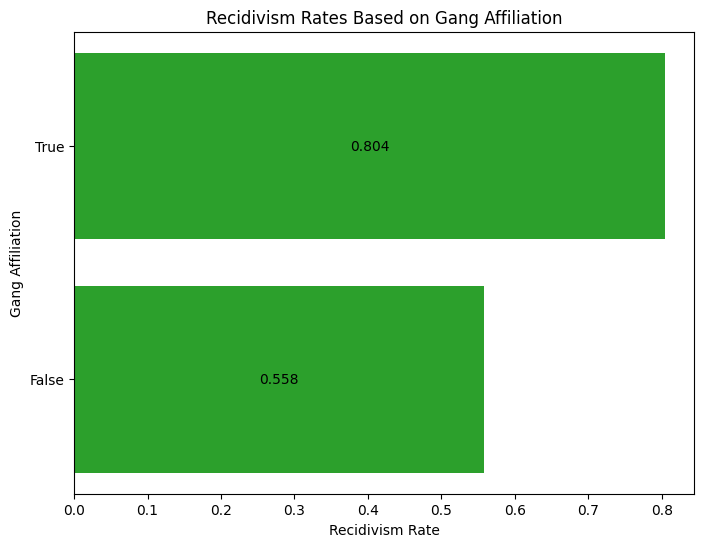 Recidivism Rates Based on Gang Affiliation
True
0.804
Gang Affiliation
False
0.558
0.0 0.1 0.2 0.3 0.4 0.5 0.6 0.7 0.8
Recidivism Rate